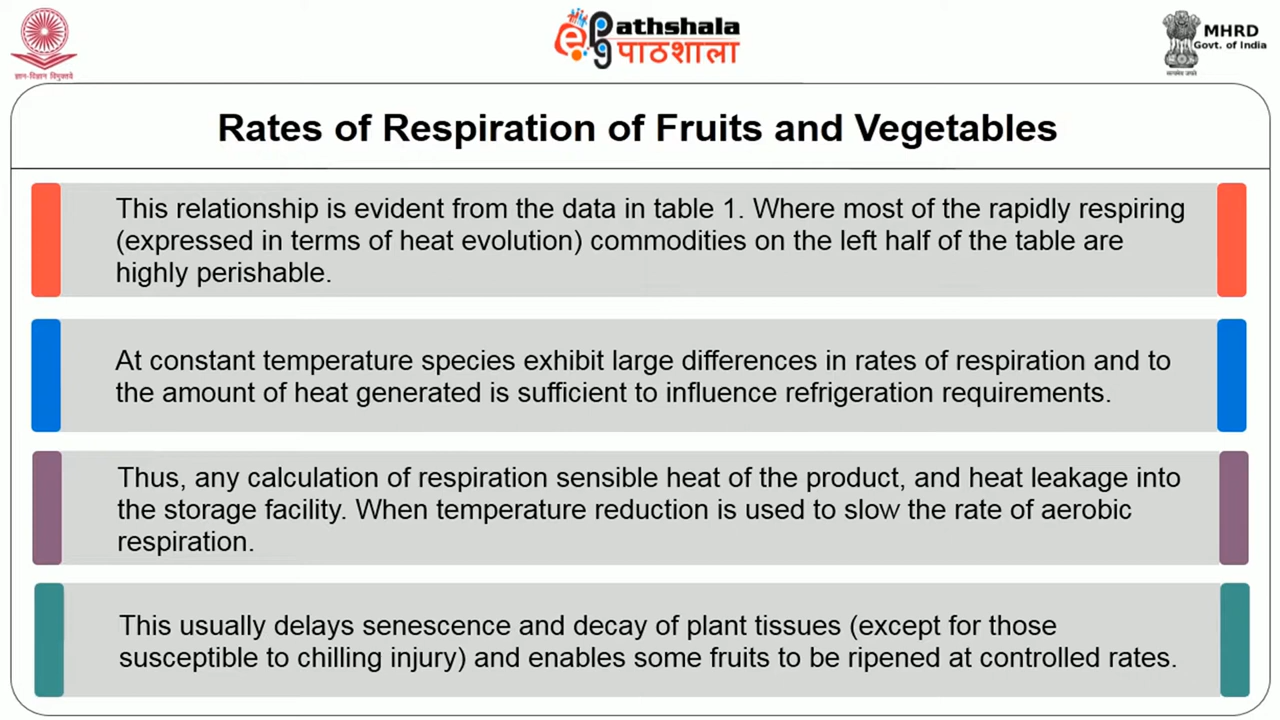 ज्ञान-विज्ञान विमुक्तये
ePathshala
पाठशाला
सत्यमेव जयते
MHRD
Govt. of India
Rates of Respiration of Fruits and Vegetables
This relationship is evident from the data in table 1. Where most of the rapidly respiring
(expressed in terms of heat evolution) commodities on the left half of the table are
highly perishable.
At constant temperature species exhibit large differences in rates of respiration and to
the amount of heat generated is sufficient to influence refrigeration requirements.
Thus, any calculation of respiration sensible heat of the product, and heat leakage into
the storage facility. When temperature reduction is used to slow the rate of aerobic
respiration.
This usually delays senescence and decay of plant tissues (except for those
susceptible to chilling injury) and enables some fruits to be ripened at controlled rates.